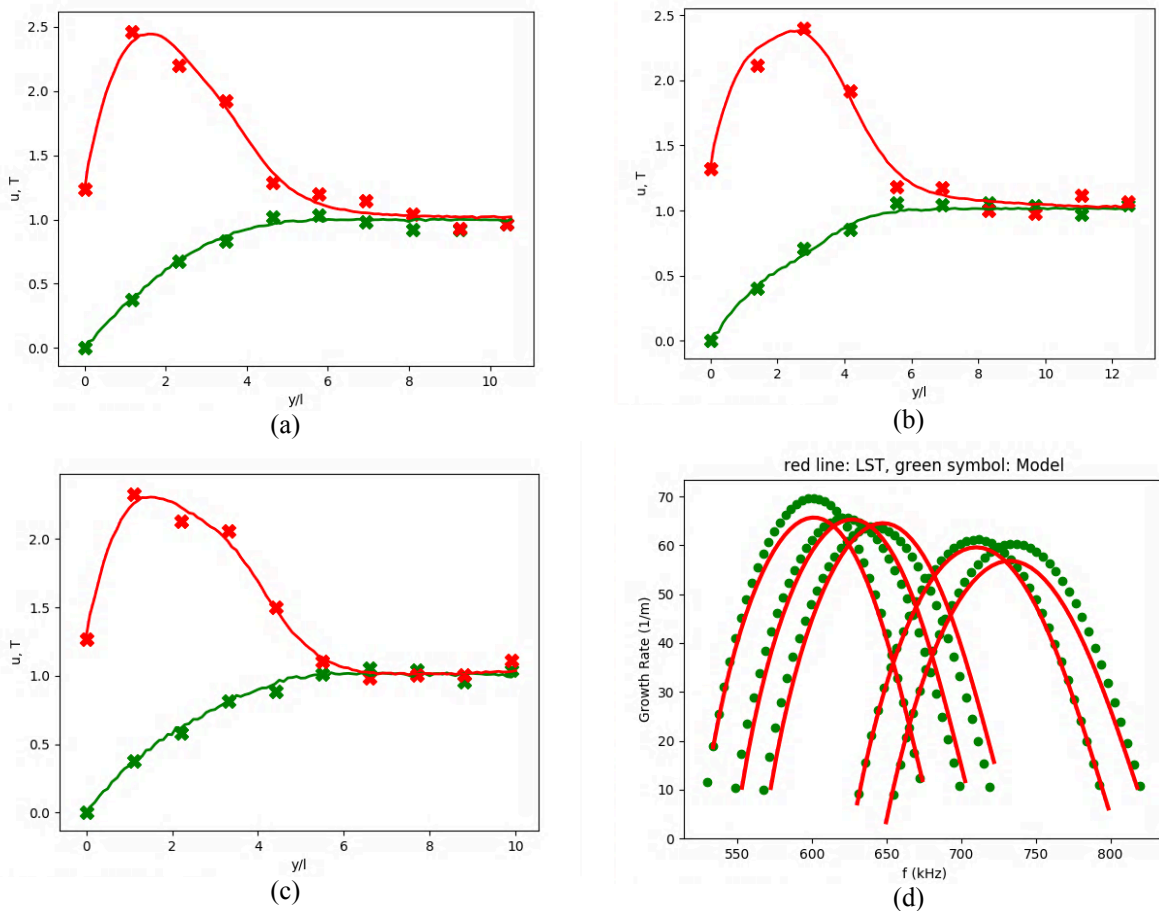 2.5
2.0
1.5
1.0
0.5
0.0
u, T
0 2 4 6 8 10
y/l
(a)
2.5
2.0
1.5
1.0
0.5
0.0
u, T
0 2 4 6 8 10 12
y/l
(b)
2.0
1.5
1.0
0.5
0.0
u, T
0 2 4 6 8 10
y/l
(c)
red line: LST, green symbol: Model
70
60
50
40
30
20
10
0
Growth Rate (1/m)
550 600 650 700 750 800
f (kHz)
(d)